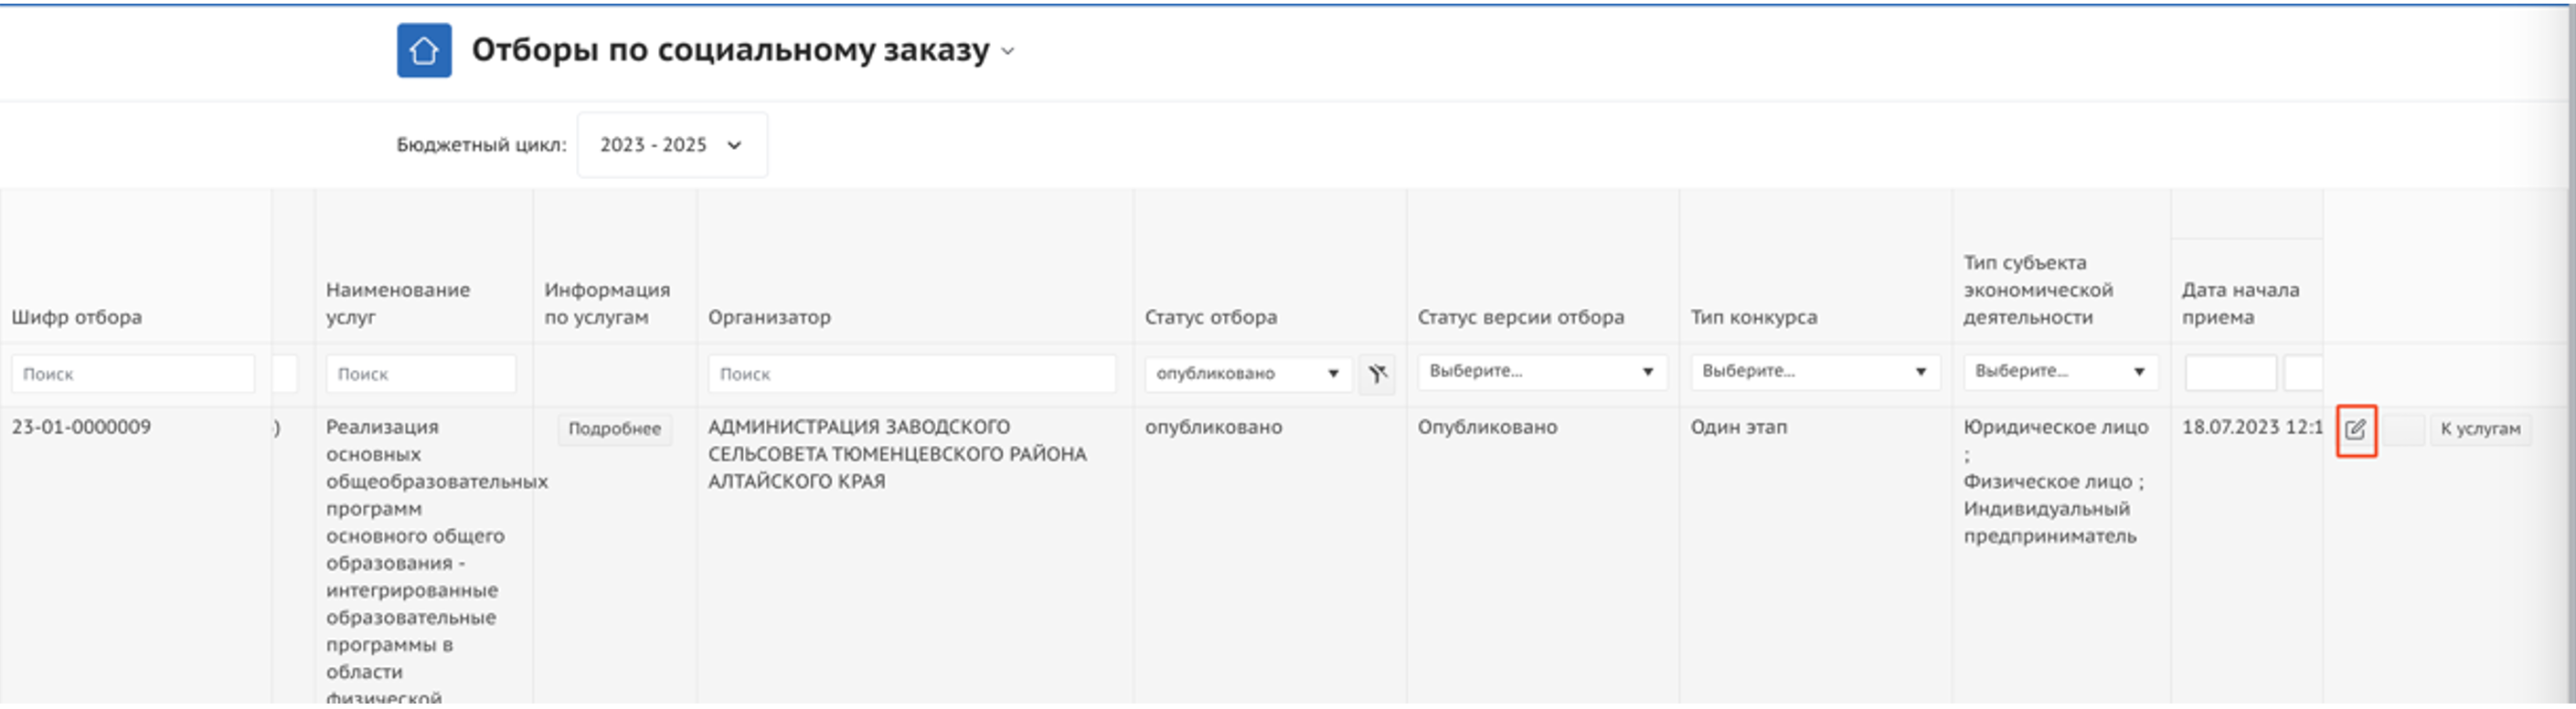 Отборы по социальному заказу
Бюджетный цикл: 2023 - 2025
Шифр отбора
Наименование
услуг
Информация
по услугам
Организатор
Статус отбора
Статус версии отбора
Тип конкурса
Тип субъекта
экономической
деятельности
Дата начала
приема
Поиск
Поиск
Поиск
опубликовано
Выберите...
Выберите...
Выберите...
23-01-0000009
)
Реализация
основных
общеобразовательных
программ
основного общего
образования -
интегрированные
образовательные
программы в
области
физической
Подробнее
АДМИНИСТРАЦИЯ ЗАВОДСКОГО
СЕЛЬСОВЕТА ТЮМЕНЦЕВСКОГО РАЙОНА
АЛТАЙСКОГО КРАЯ
опубликовано
Опубликовано
Один этап
Юридическое лицо
;
Физическое лицо ;
Индивидуальный
предприниматель
18.07.2023 12:1
К услугам